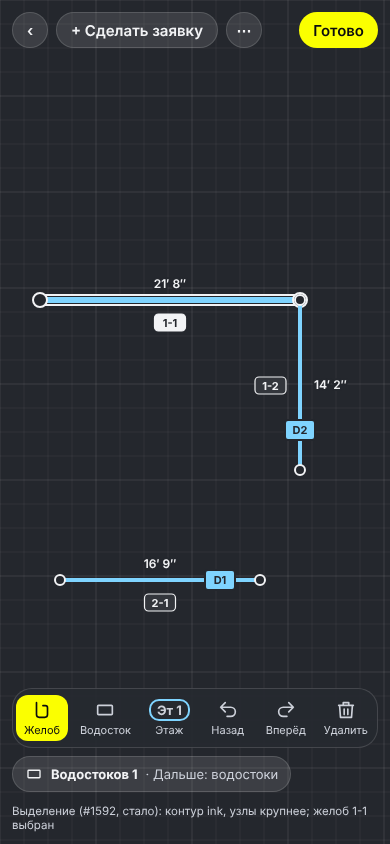 ‹ + Сделать заявку ··· Готово
21′ 8″
1-1
1-2 14′ 2″
D2
16′ 9″
D1
2-1
Эт 1
Желоб Водосток Этаж Назад Вперёд Удалить
Водостоков 1 · Дальше: водостоки
Выделение (#1592, стало): контур ink, узлы крупнее; желоб 1-1
выбран